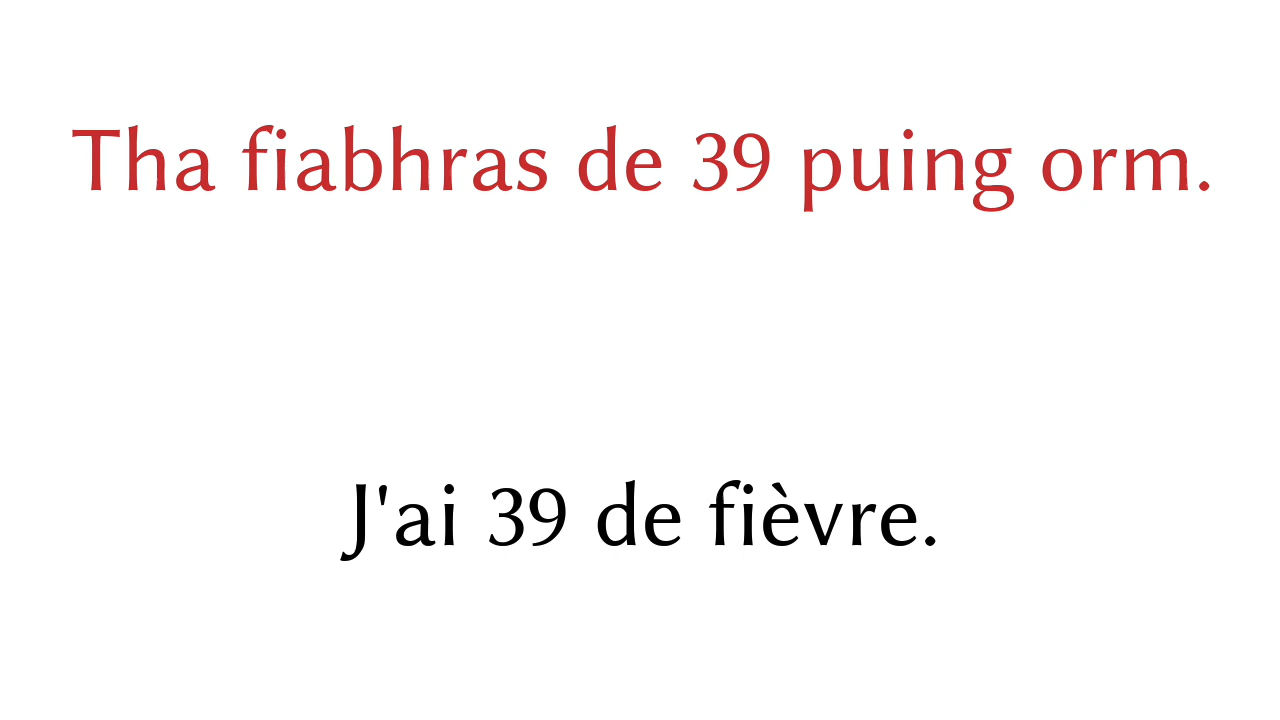 Tha fiabhras de 39 puing orm.
J'ai 39 de fièvre.